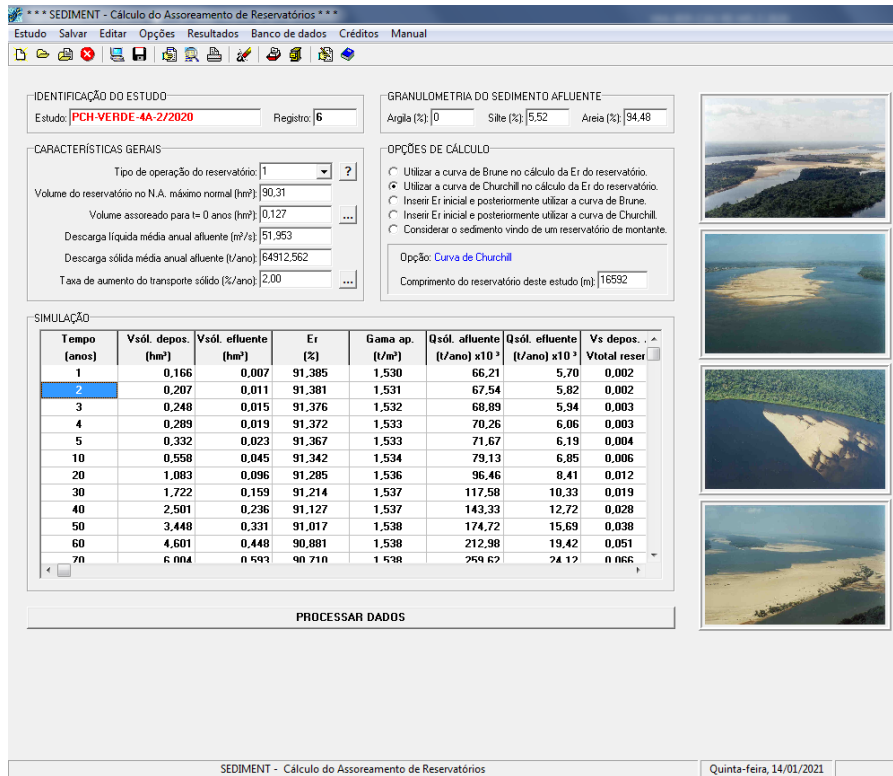 * * * SEDIMENT - Cálculo do Assoreamento de Reservatórios * * *
Estudo Salvar Editar Opções Resultados Banco de dados Créditos Manual
IDENTIFICAÇÃO DO ESTUDO
Estudo: PCH-VERDE-4A-2/2020 Registro: 6
GRANULOMETRIA DO SEDIMENTO AFLUENTE
Argila (%): 0 Silte (%): 5,52 Areia (%): 94,48
CARACTERÍSTICAS GERAIS
Tipo de operação do reservatório: 1 ?
Volume do reservatório no N.A. máximo normal (hm³): 90,31
Volume assoreado para t= 0 anos (hm³): 0,127 ...
Descarga líquida média anual afluente (m³/s): 51,953
Descarga sólida média anual afluente (t/ano): 64912,562
Taxa de aumento do transporte sólido (%/ano): 2,00 ...
OPÇÕES DE CÁLCULO
Utilizar a curva de Brune no cálculo da Er do reservatório.
Utilizar a curva de Churchill no cálculo da Er do reservatório.
Inserir Er inicial e posteriormente utilizar a curva de Brune.
Inserir Er inicial e posteriormente utilizar a curva de Churchill.
Considerar o sedimento vindo de um reservatório de montante.
Opção: Curva de Churchill
Comprimento do reservatório deste estudo (m): 16592
SIMULAÇÃO
Tempo Vsól. depos. Vsól. efluente Er Gama ap. Qsól. afluente Qsól. efluente Vs depos. .
(anos) (hm³) (hm³) (%) (t/m³) (t/ano) x10 ³ (t/ano) x10 ³ Vtotal reser
1 0,166 0,007 91,385 1,530 66,21 5,70 0,002
2 0,207 0,011 91,381 1,531 67,54 5,82 0,002
3 0,248 0,015 91,376 1,532 68,89 5,94 0,003
4 0,289 0,019 91,372 1,533 70,26 6,06 0,003
5 0,332 0,023 91,367 1,533 71,67 6,19 0,004
10 0,558 0,045 91,342 1,534 79,13 6,85 0,006
20 1,083 0,096 91,285 1,536 96,46 8,41 0,012
30 1,722 0,159 91,214 1,537 117,58 10,33 0,019
40 2,501 0,236 91,127 1,537 143,33 12,72 0,028
50 3,448 0,331 91,017 1,538 174,72 15,69 0,038
60 4,601 0,448 90,881 1,538 212,98 19,42 0,051
70 6,004 0,593 90,710 1,538 259,62 24,12 0,066
PROCESSAR DADOS
SEDIMENT - Cálculo do Assoreamento de Reservatórios Quinta-feira, 14/01/2021